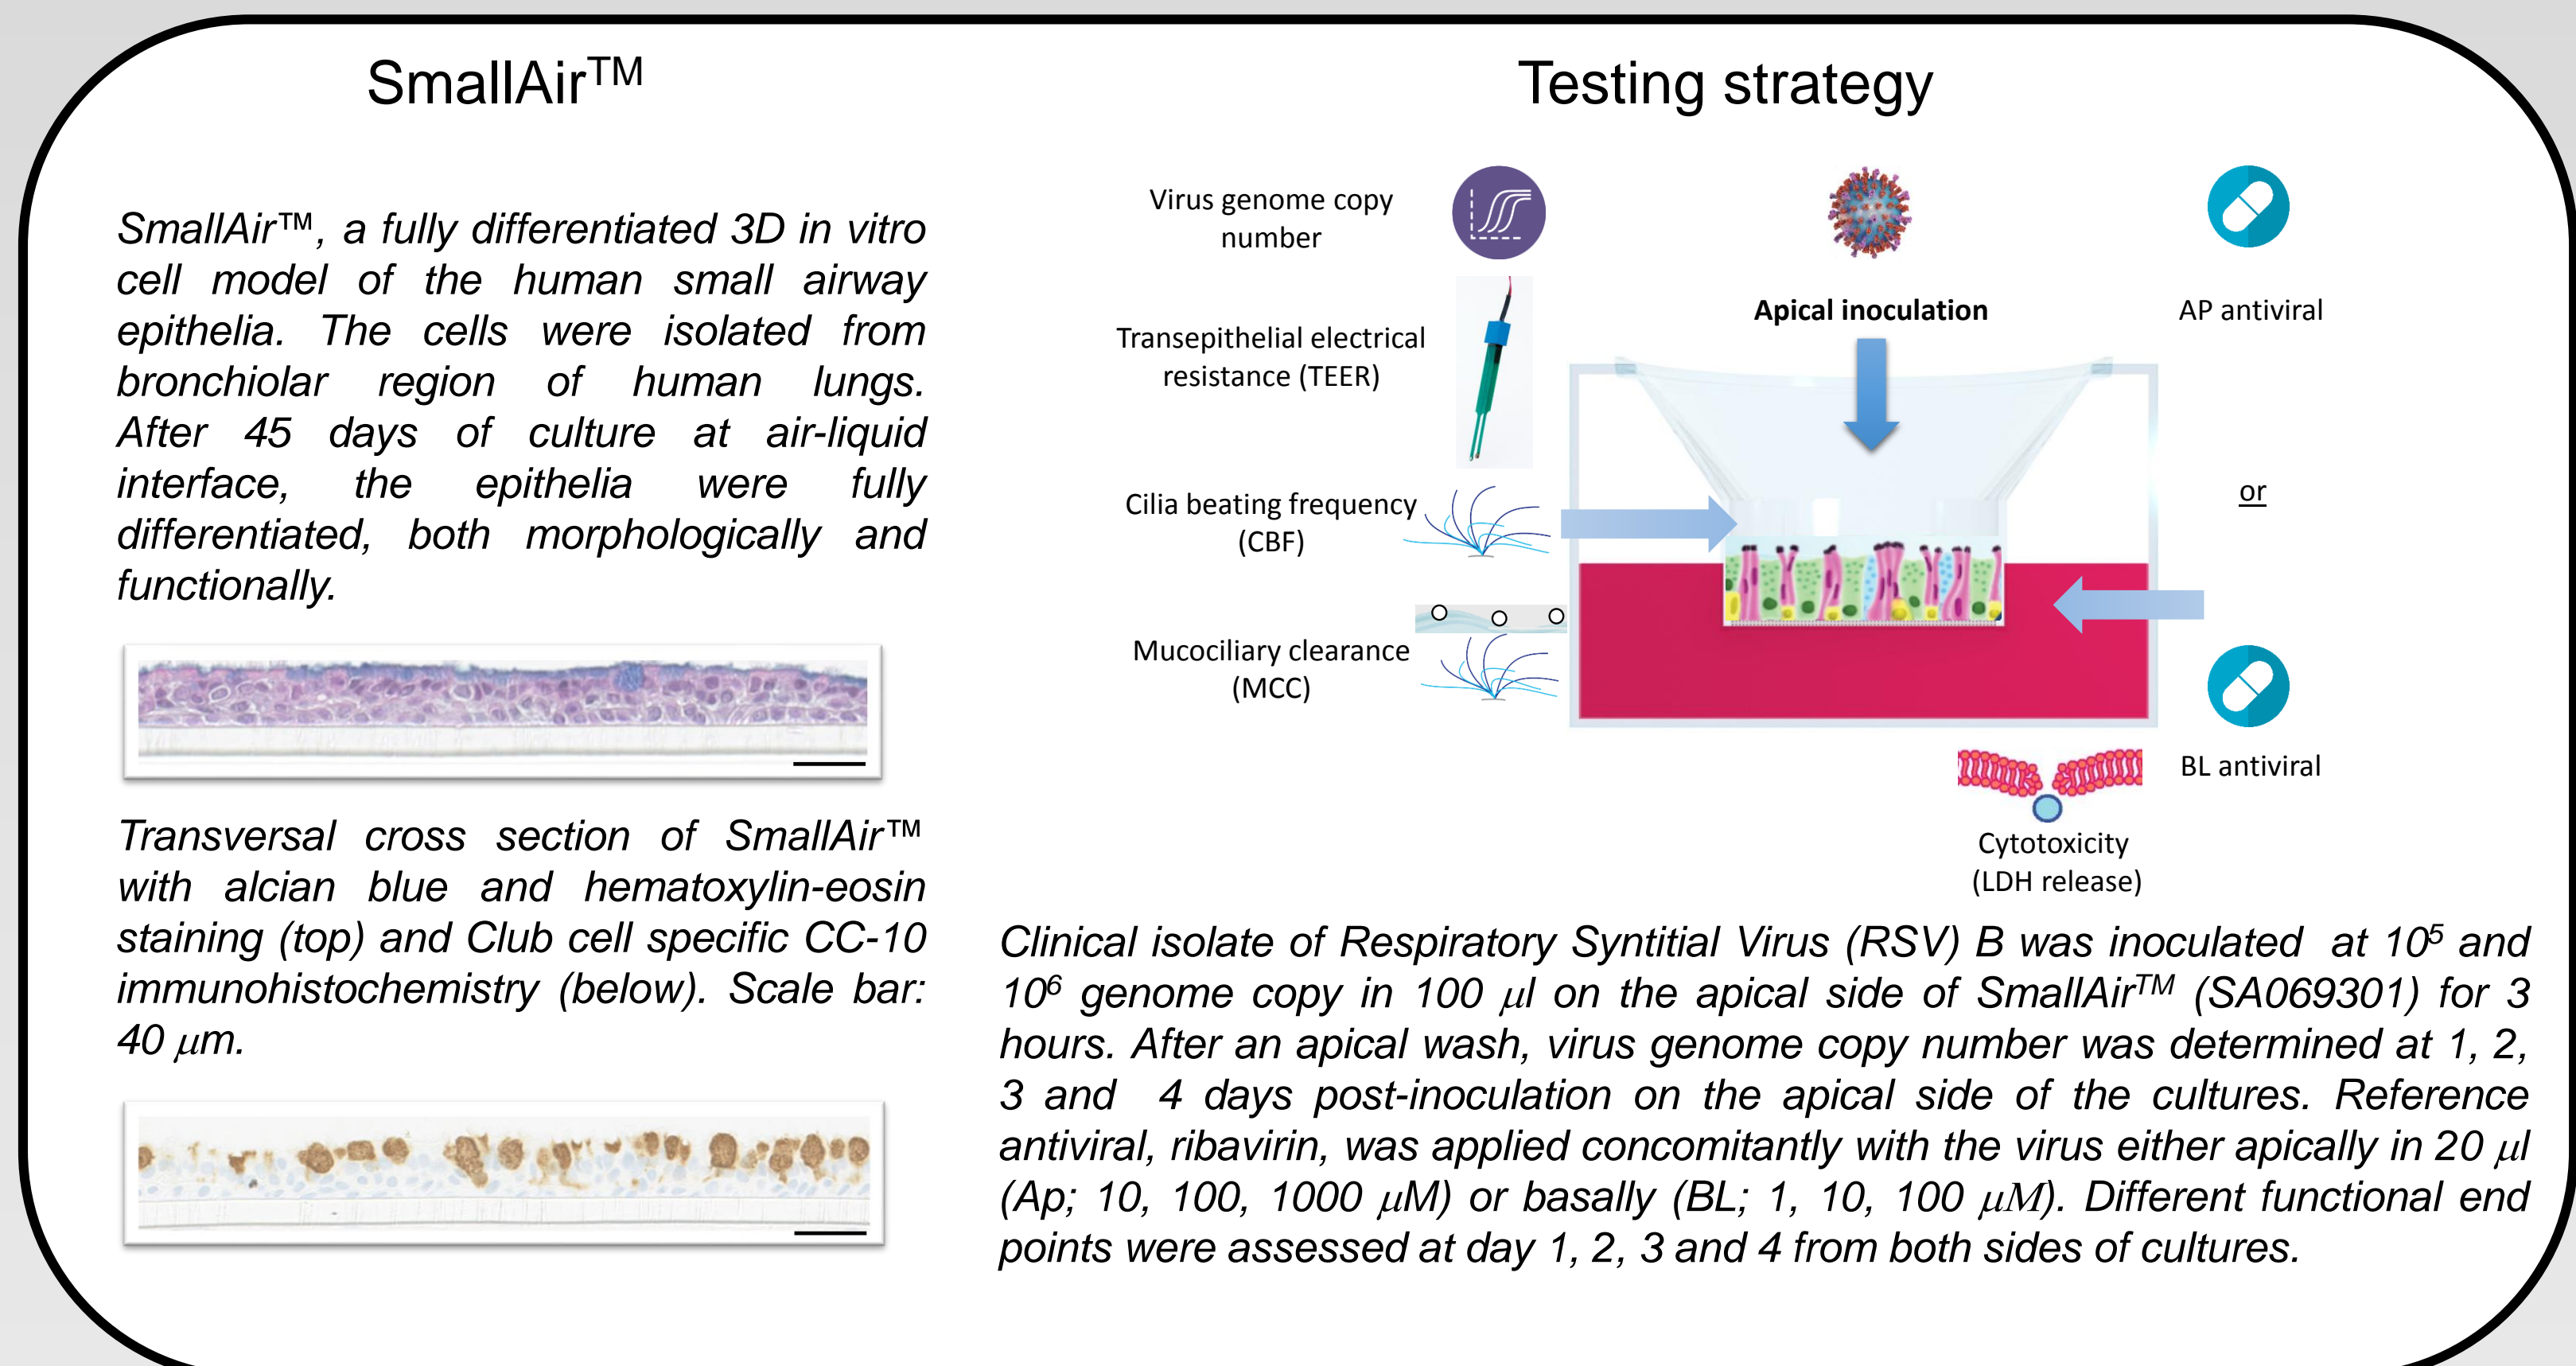 SmallAir™
SmallAir™, a fully differentiated 3D in vitro
cell model of the human small airway
epithelia. The cells were isolated from
bronchiolar region of human lungs.
After 45 days of culture at air-liquid
interface, the epithelia were fully
differentiated, both morphologically and
functionally.
Transversal cross section of SmallAir™
with alcian blue and hematoxylin-eosin
staining (top) and Club cell specific CC-10
immunohistochemistry (below). Scale bar:
40 μm.
Testing strategy
Virus genome copy
number
Transepithelial electrical
resistance (TEER)
Cilia beating frequency
(CBF)
Mucociliary clearance
(MCC)
Apical inoculation
AP antiviral
or
BL antiviral
Cytotoxicity
(LDH release)
Clinical isolate of Respiratory Syntitial Virus (RSV) B was inoculated at 10⁵ and
10⁶ genome copy in 100 μl on the apical side of SmallAir™ (SA069301) for 3
hours. After an apical wash, virus genome copy number was determined at 1, 2,
3 and 4 days post-inoculation on the apical side of the cultures. Reference
antiviral, ribavirin, was applied concomitantly with the virus either apically in 20 μl
(Ap; 10, 100, 1000 μM) or basally (BL; 1, 10, 100 μM). Different functional end
points were assessed at day 1, 2, 3 and 4 from both sides of cultures.